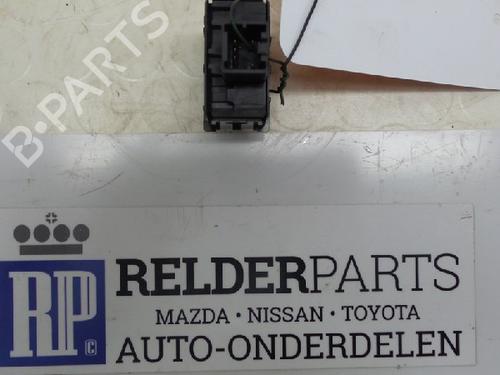 B-PARTS
RELDERPARTS
MAZDA • NISSAN • TOYOTA
AUTO-ONDERDELEN
RP
C